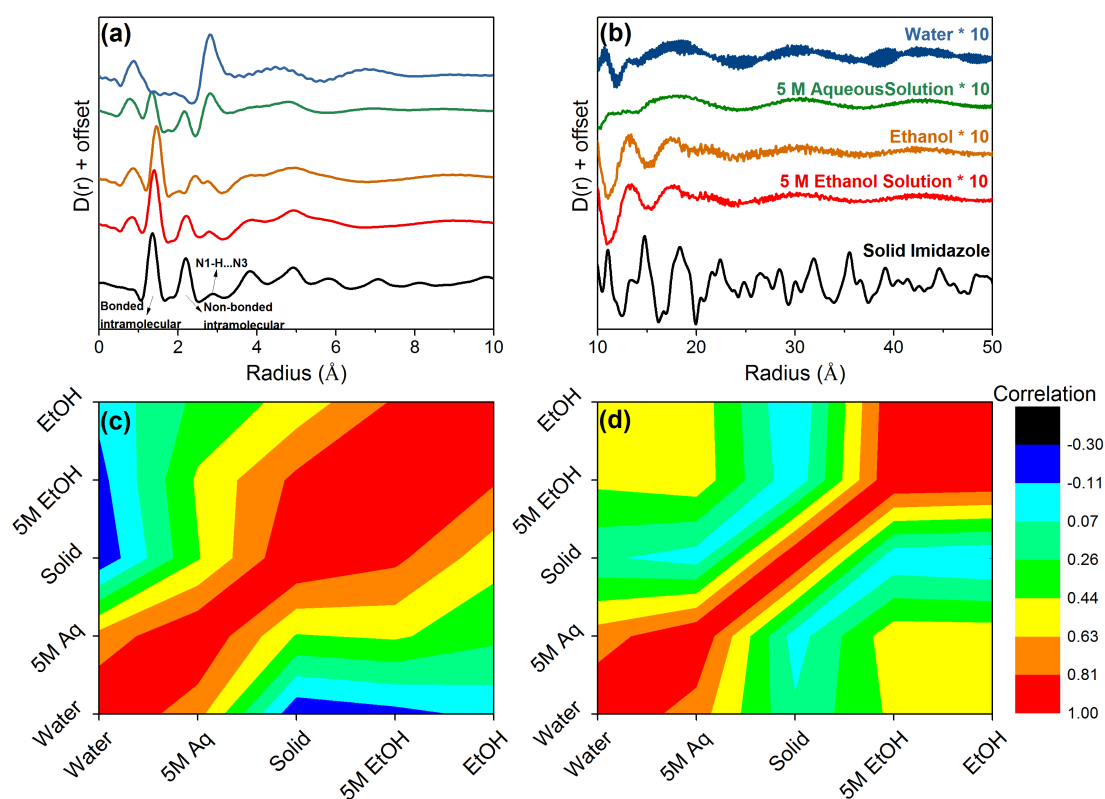 (a)
D(r) + offset
N1-H...N3
Bonded
intramolecular
Non-bonded
intramolecular
0 2 4 6 8 10
Radius (Å)
(b)
D(r) + offset
Water * 10
5 M AqueousSolution * 10
Ethanol * 10
5 M Ethanol Solution * 10
Solid Imidazole
10 20 30 40 50
Radius (Å)
(c)
EtOH
5M EtOH
Solid
5M Aq
Water
Water 5M Aq Solid 5M EtOH EtOH
(d)
EtOH
5M EtOH
Solid
5M Aq
Water
Water 5M Aq Solid 5M EtOH EtOH
Correlation
-0.30
-0.11
0.07
0.26
0.44
0.63
0.81
1.00